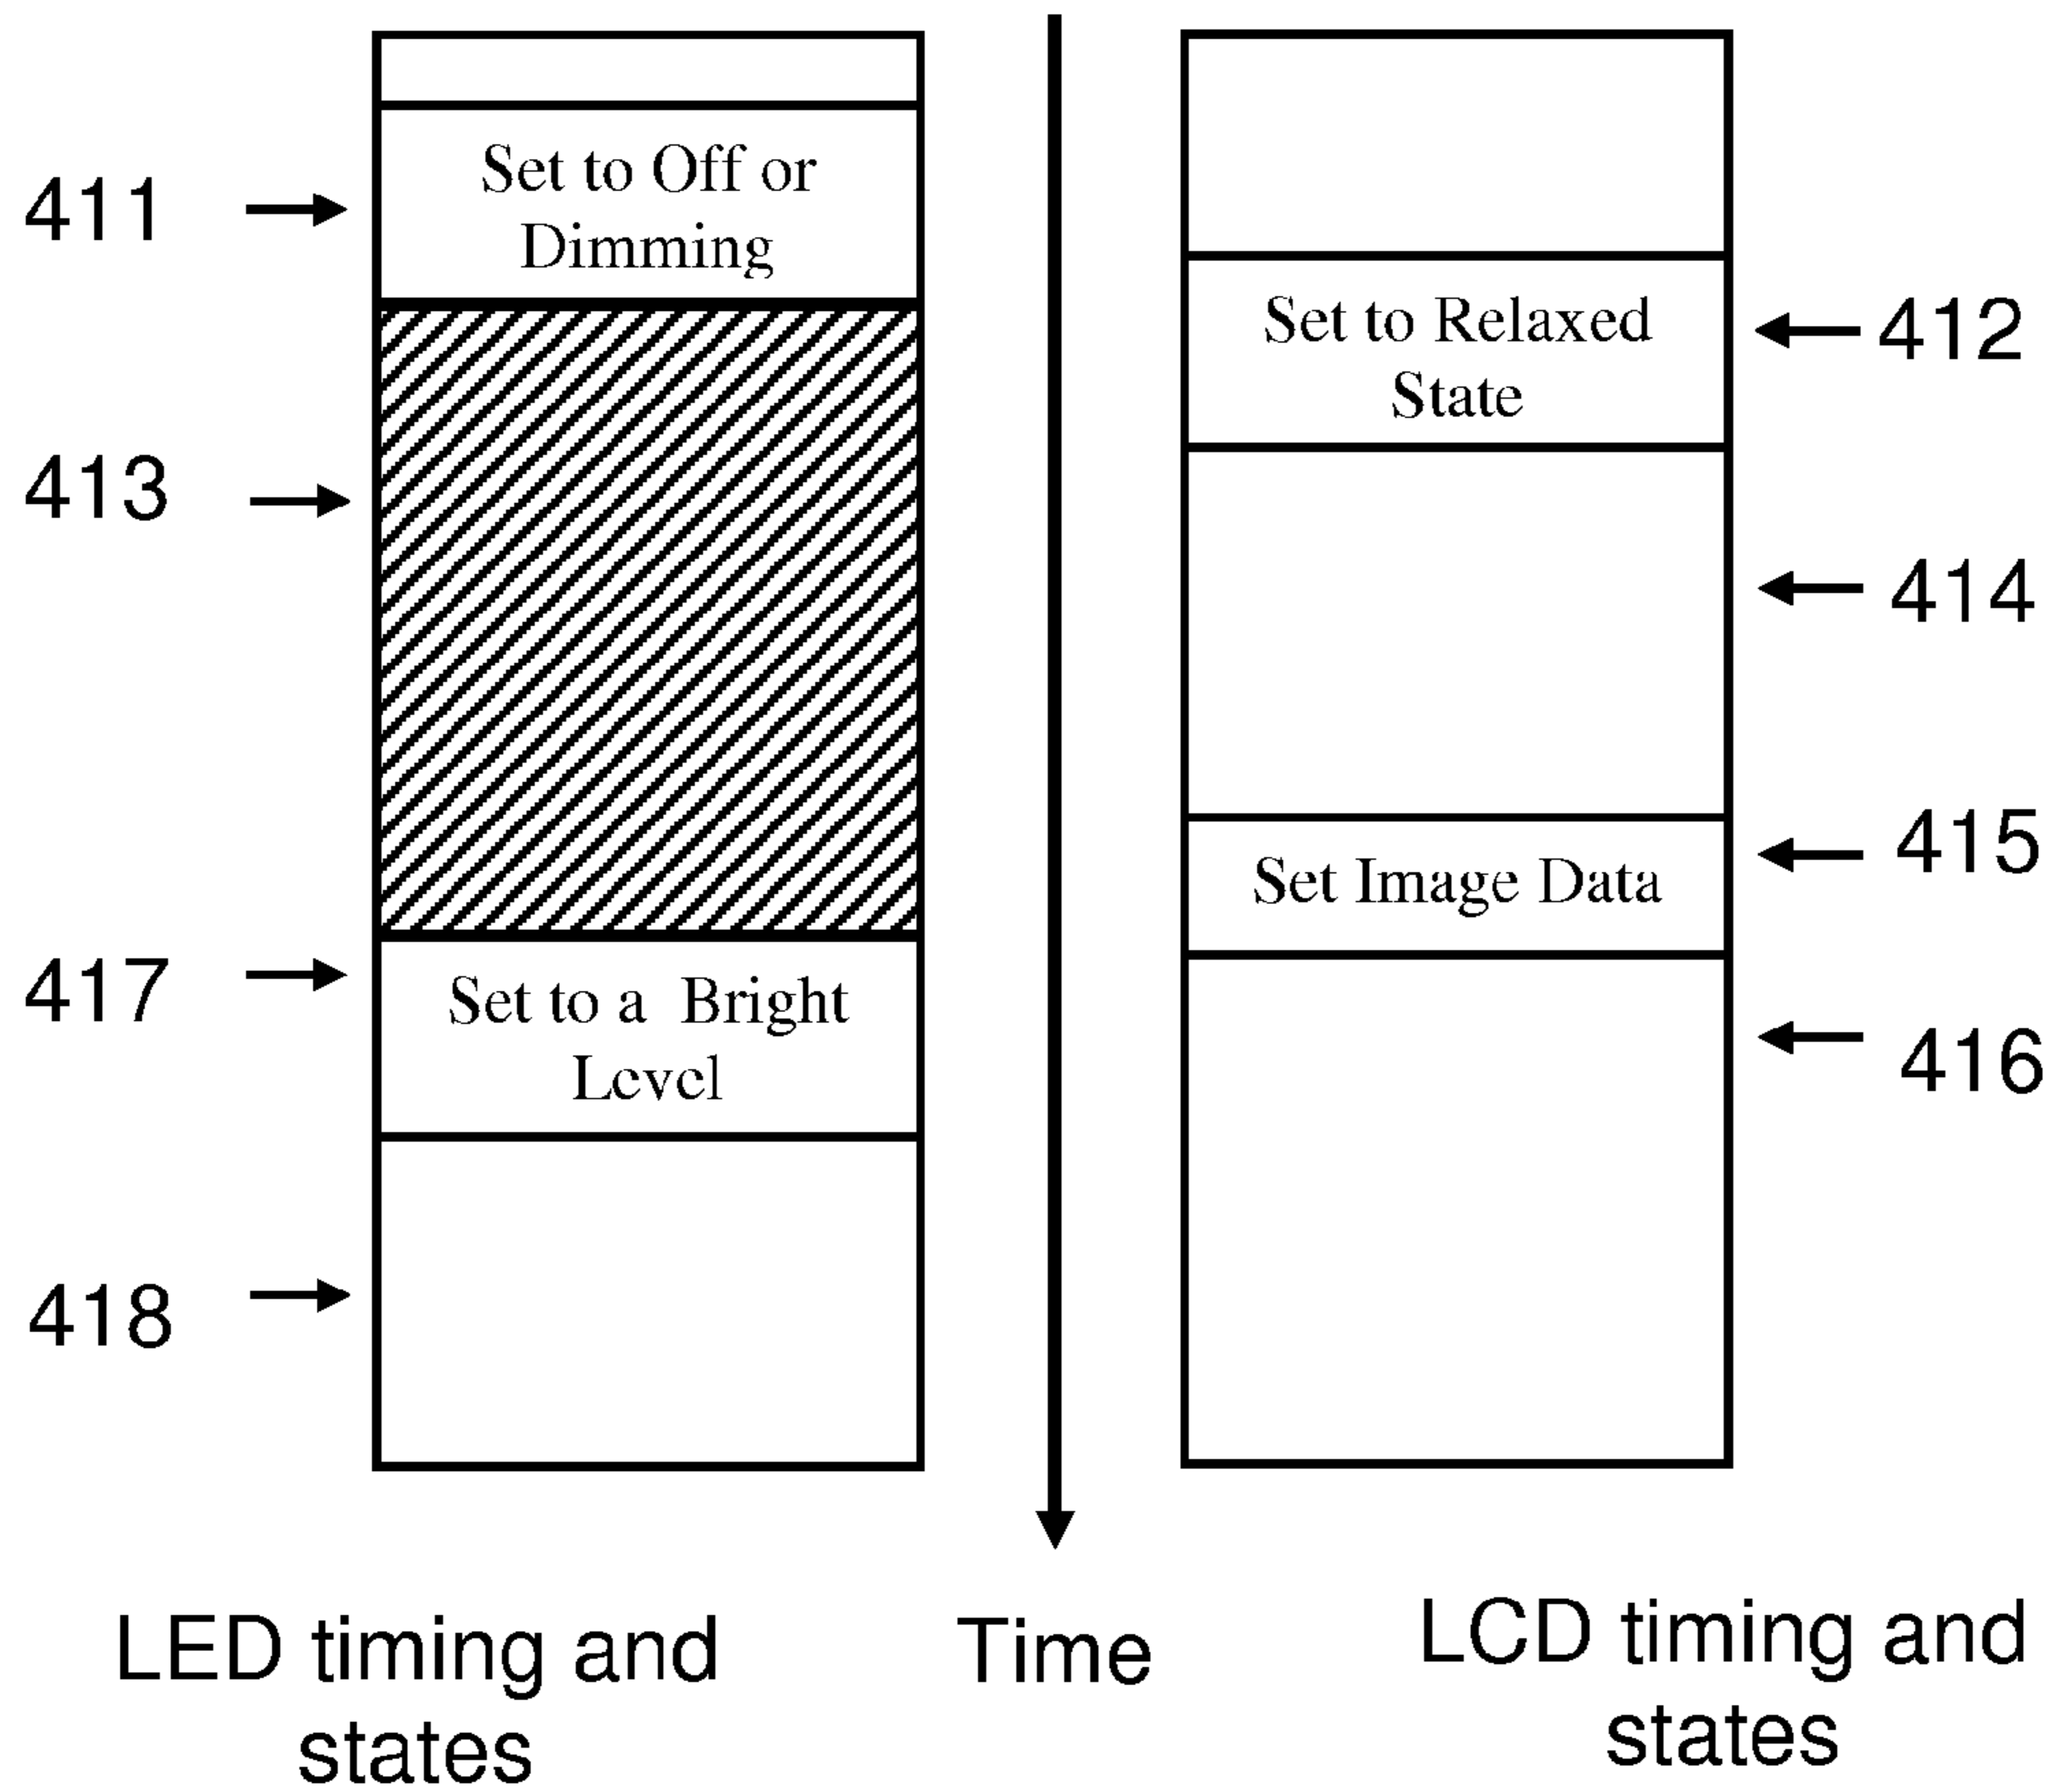 Set to Off or
Dimming
411
Set to Relaxed
State
412
413
414
415
Set Image Data
417
Set to a Bright
Level
416
418
LED timing and
states
Time
LCD timing and
states